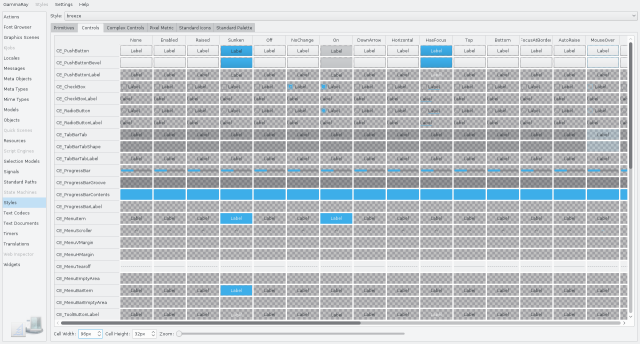 GammaRay Styles Settings Help
Actions
Font Browser
Graphics Scenes
Locales
Messages
Meta Objects
Meta Types
Mime Types
Models
Objects
Quick Scenes
Resources
Script Engines
Selection Models
Signals
Standard Paths
State Machines
Styles
Text Codecs
Text Documents
Timers
Translations
Web Inspector
Widgets
Style: breeze
Primitives Controls Complex Controls Pixel Metric Standard Icons Standard Palette
None Enabled Raised Sunken Off NoChange On DownArrow Horizontal HasFocus Top Bottom FocusAtBorder AutoRaise MouseOver
CE_PushButton Label Label Label Label Label Label Label Label Label Label Label Label Label Label Label
CE_PushButtonBevel
CE_PushButtonLabel Label Label Label Label Label Label Label Label Label Label Label Label Label Label Label
CE_CheckBox Label Label Label Label Label Label Label Label Label Label Label Label Label Label Label
CE_CheckBoxLabel Label Label Label Label Label Label Label Label Label Label Label Label Label Label Label
CE_RadioButton Label Label Label Label Label Label Label Label Label Label Label Label Label Label Label
CE_RadioButtonLabel Label Label Label Label Label Label Label Label Label Label Label Label Label Label Label
CE_TabBarTab Label Label Label Label Label Label Label Label Label Label Label Label Label Label Label
CE_TabBarTabShape
CE_TabBarTabLabel Label Label Label Label Label Label Label Label Label Label Label Label Label Label Label
CE_ProgressBar
CE_ProgressBarGroove
CE_ProgressBarContents
CE_ProgressBarLabel
CE_MenuItem Label Label Label Label Label Label Label Label Label Label Label Label Label Label Label
CE_MenuScroller
CE_MenuVMargin
CE_MenuHMargin
CE_MenuTearoff
CE_MenuEmptyArea
CE_MenuBarItem Label Label Label Label Label Label Label Label Label Label Label Label Label Label Label
CE_MenuBarEmptyArea
CE_ToolButtonLabel Label Label Label Label Label Label Label Label Label Label Label Label Label Label Label
Cell Width: 96px Cell Height: 32px Zoom: